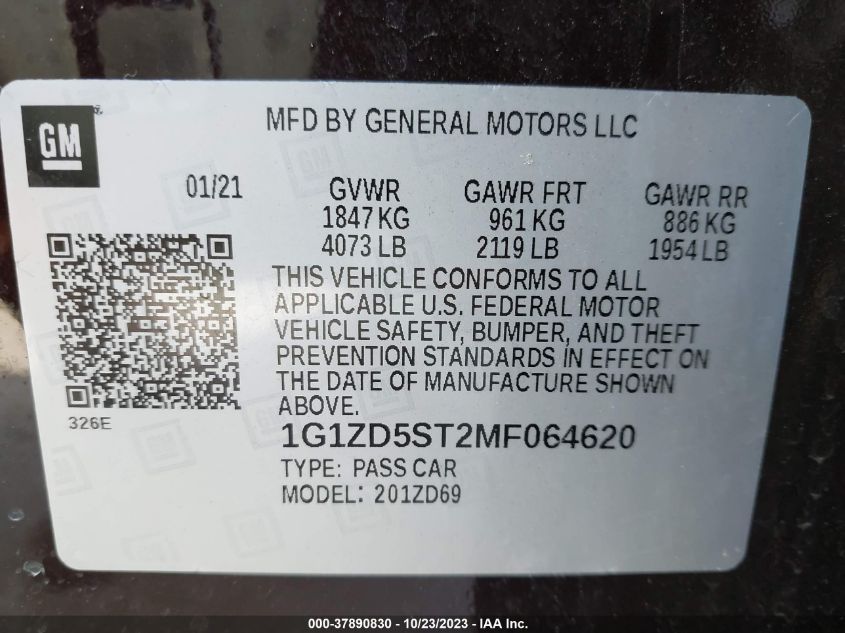 GM
MFD BY GENERAL MOTORS LLC
01/21
GVWR GAWR FRT GAWR RR
1847 KG 961 KG 886 KG
4073 LB 2119 LB 1954 LB
THIS VEHICLE CONFORMS TO ALL
APPLICABLE U.S. FEDERAL MOTOR
VEHICLE SAFETY, BUMPER, AND THEFT
PREVENTION STANDARDS IN EFFECT ON
THE DATE OF MANUFACTURE SHOWN
ABOVE.
326E
1G1ZD5ST2MF064620
TYPE: PASS CAR
MODEL: 201ZD69
000-37890830 - 10/23/2023 - IAAI.com